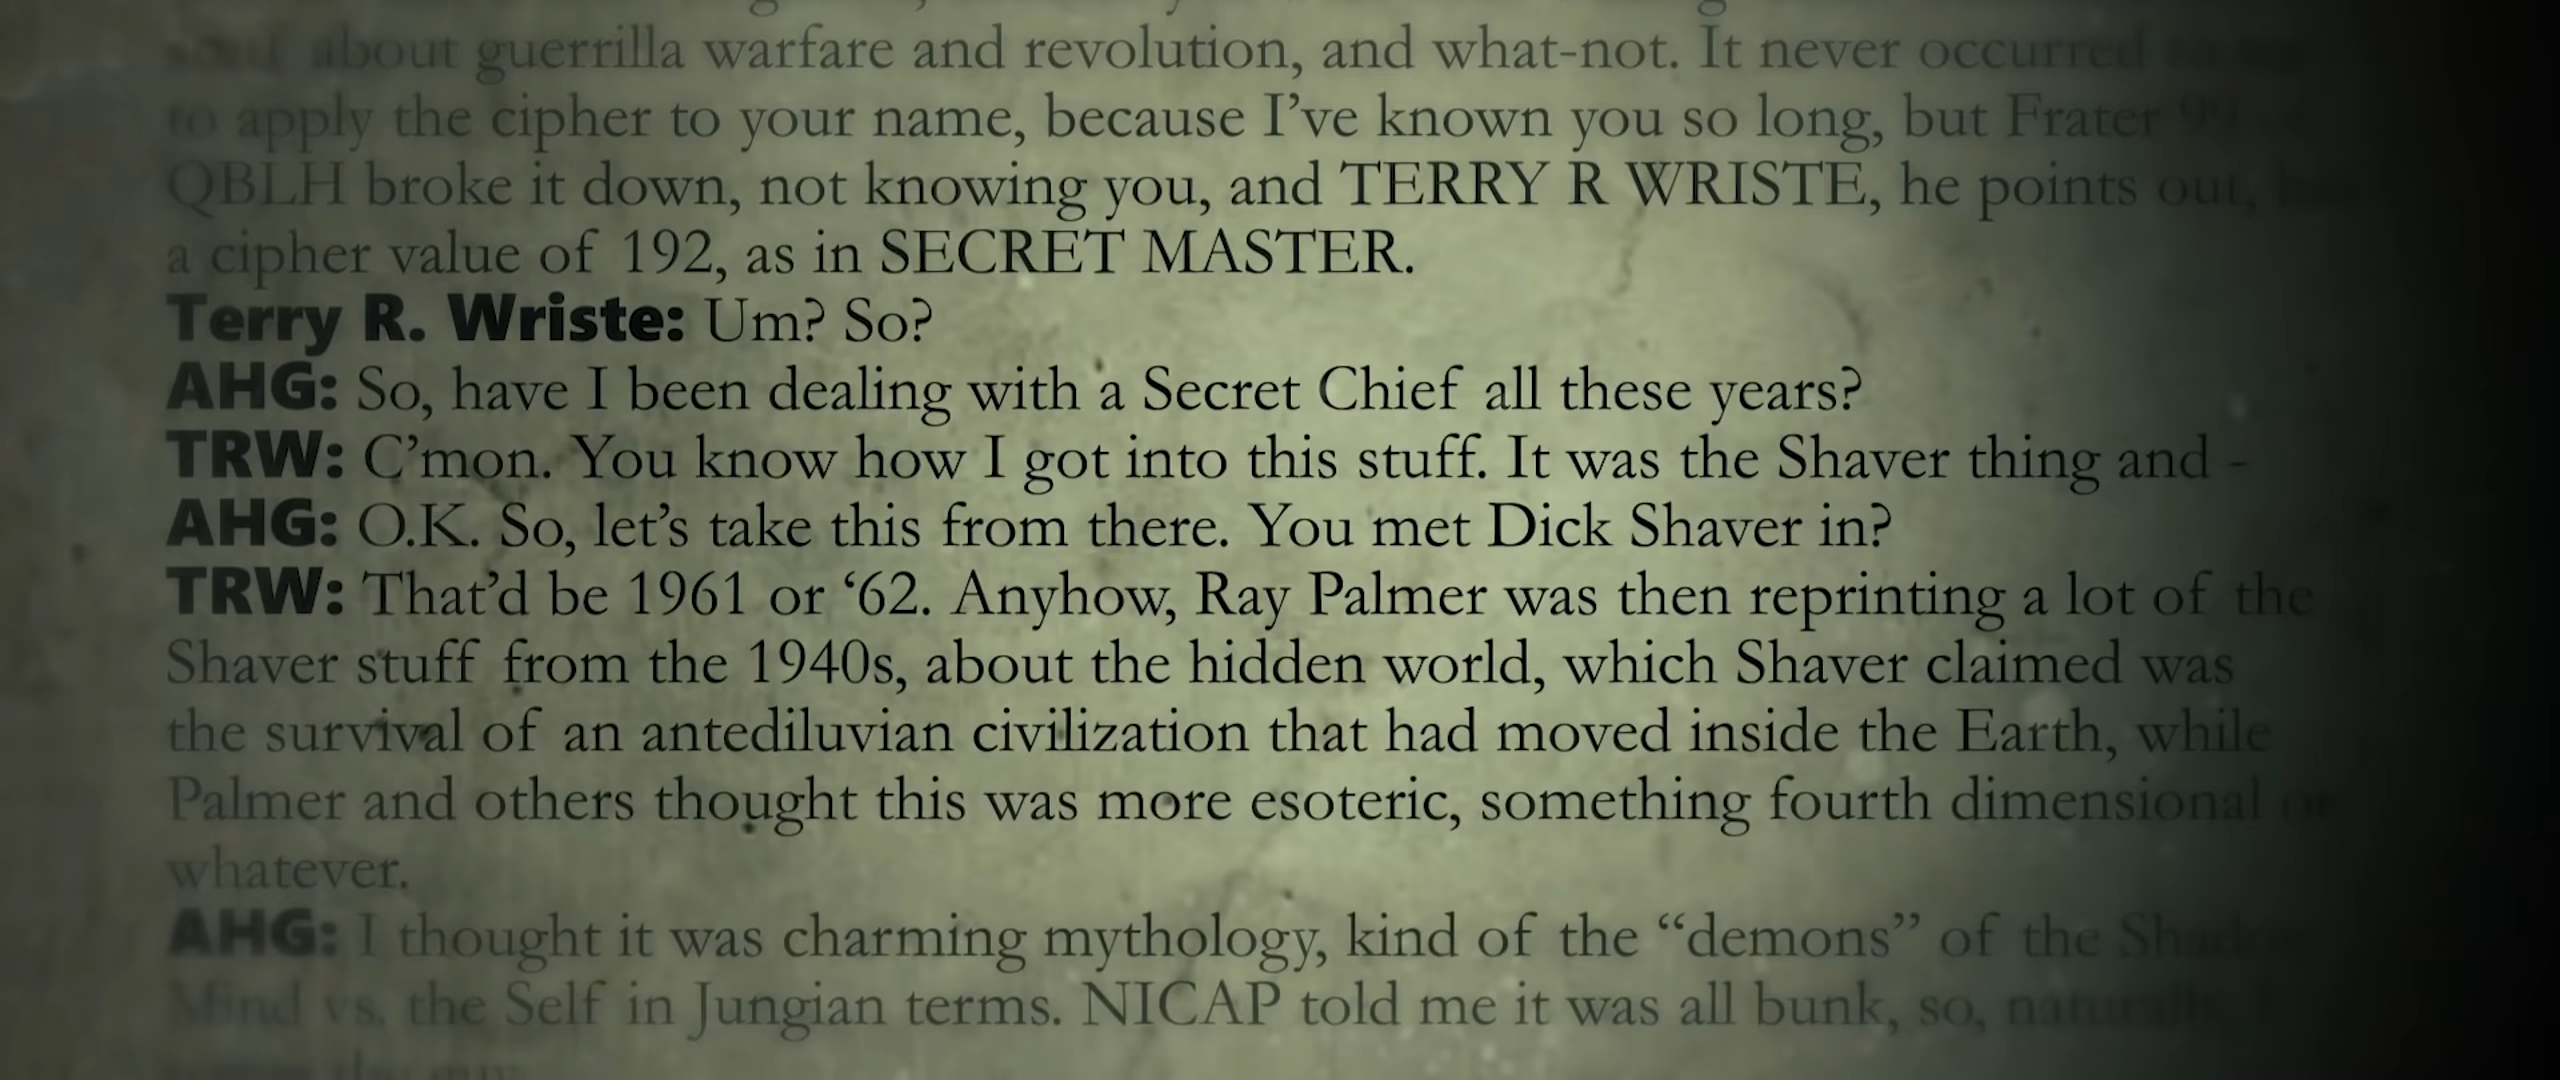 about guerrilla warfare and revolution, and what-not. It never occurred
to apply the cipher to your name, because I’ve known you so long, but Frater 99
QBLH broke it down, not knowing you, and TERRY R WRISTE, he points out,
a cipher value of 192, as in SECRET MASTER.
Terry R. Wriste: Um? So?
AHG: So, have I been dealing with a Secret Chief all these years?
TRW: C’mon. You know how I got into this stuff. It was the Shaver thing and -
AHG: O.K. So, let’s take this from there. You met Dick Shaver in?
TRW: That’d be 1961 or ‘62. Anyhow, Ray Palmer was then reprinting a lot of the
Shaver stuff from the 1940s, about the hidden world, which Shaver claimed was
the survival of an antediluvian civilization that had moved inside the Earth, while
Palmer and others thought this was more esoteric, something fourth dimensional or
whatever.
AHG: I thought it was charming mythology, kind of the “demons” of the
Mind vs. the Self in Jungian terms. NICAP told me it was all bunk, so, naturally,